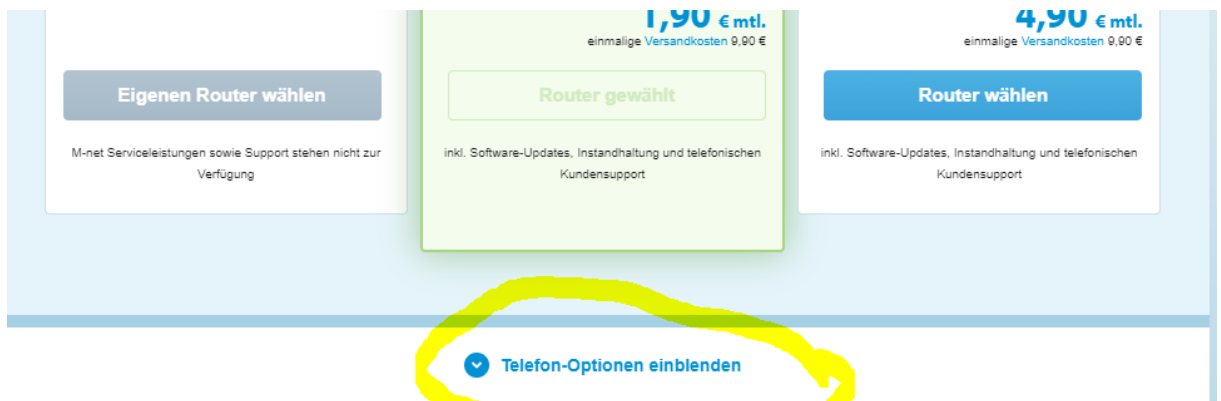 1,90 € mtl.
einmalige Versandkosten 9,90 €
4,90 € mtl.
einmalige Versandkosten 9,90 €
Eigenen Router wählen
Router gewählt
Router wählen
M-net Serviceleistungen sowie Support stehen nicht zur
Verfügung
inkl. Software-Updates, Instandhaltung und telefonischen
Kundensupport
inkl. Software-Updates, Instandhaltung und telefonischen
Kundensupport
Telefon-Optionen einblenden